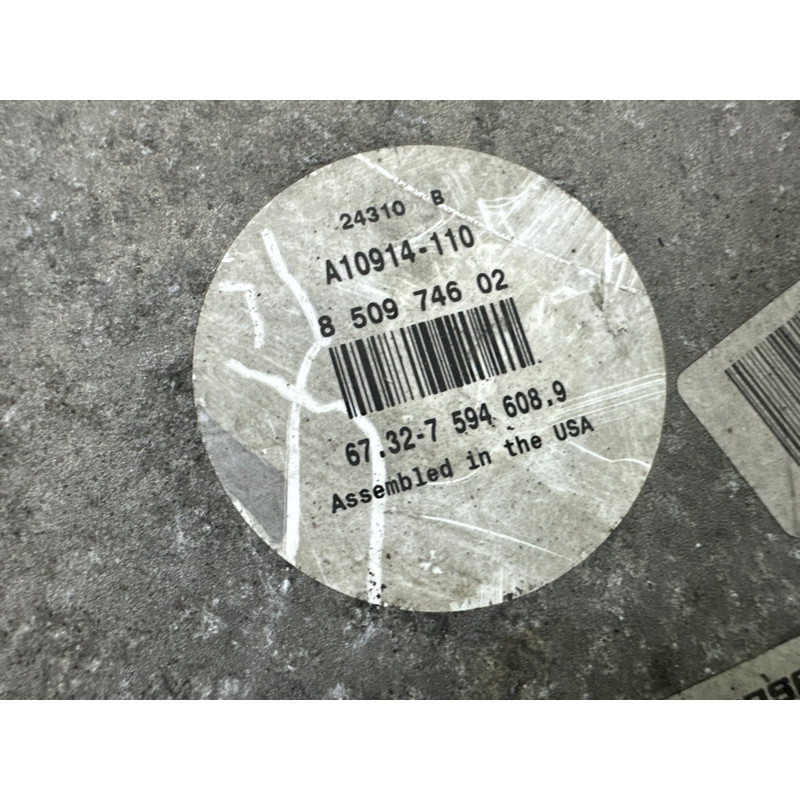 24310 B
A10914-110
8 509 746 02
67.32-7 594 608.9
Assembled in the USA